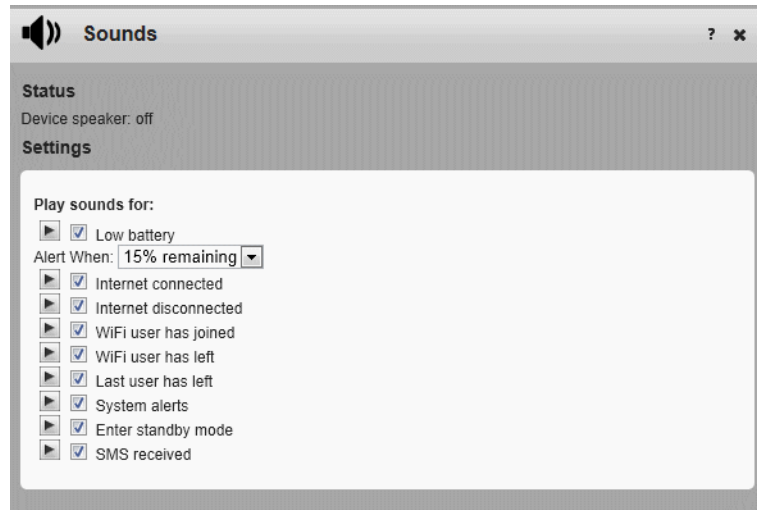 Sounds ?
Status
Device speaker: off
Settings
Play sounds for:
Low battery
Alert When: 15% remaining
Internet connected
Internet disconnected
WiFi user has joined
WiFi user has left
Last user has left
System alerts
Enter standby mode
SMS received